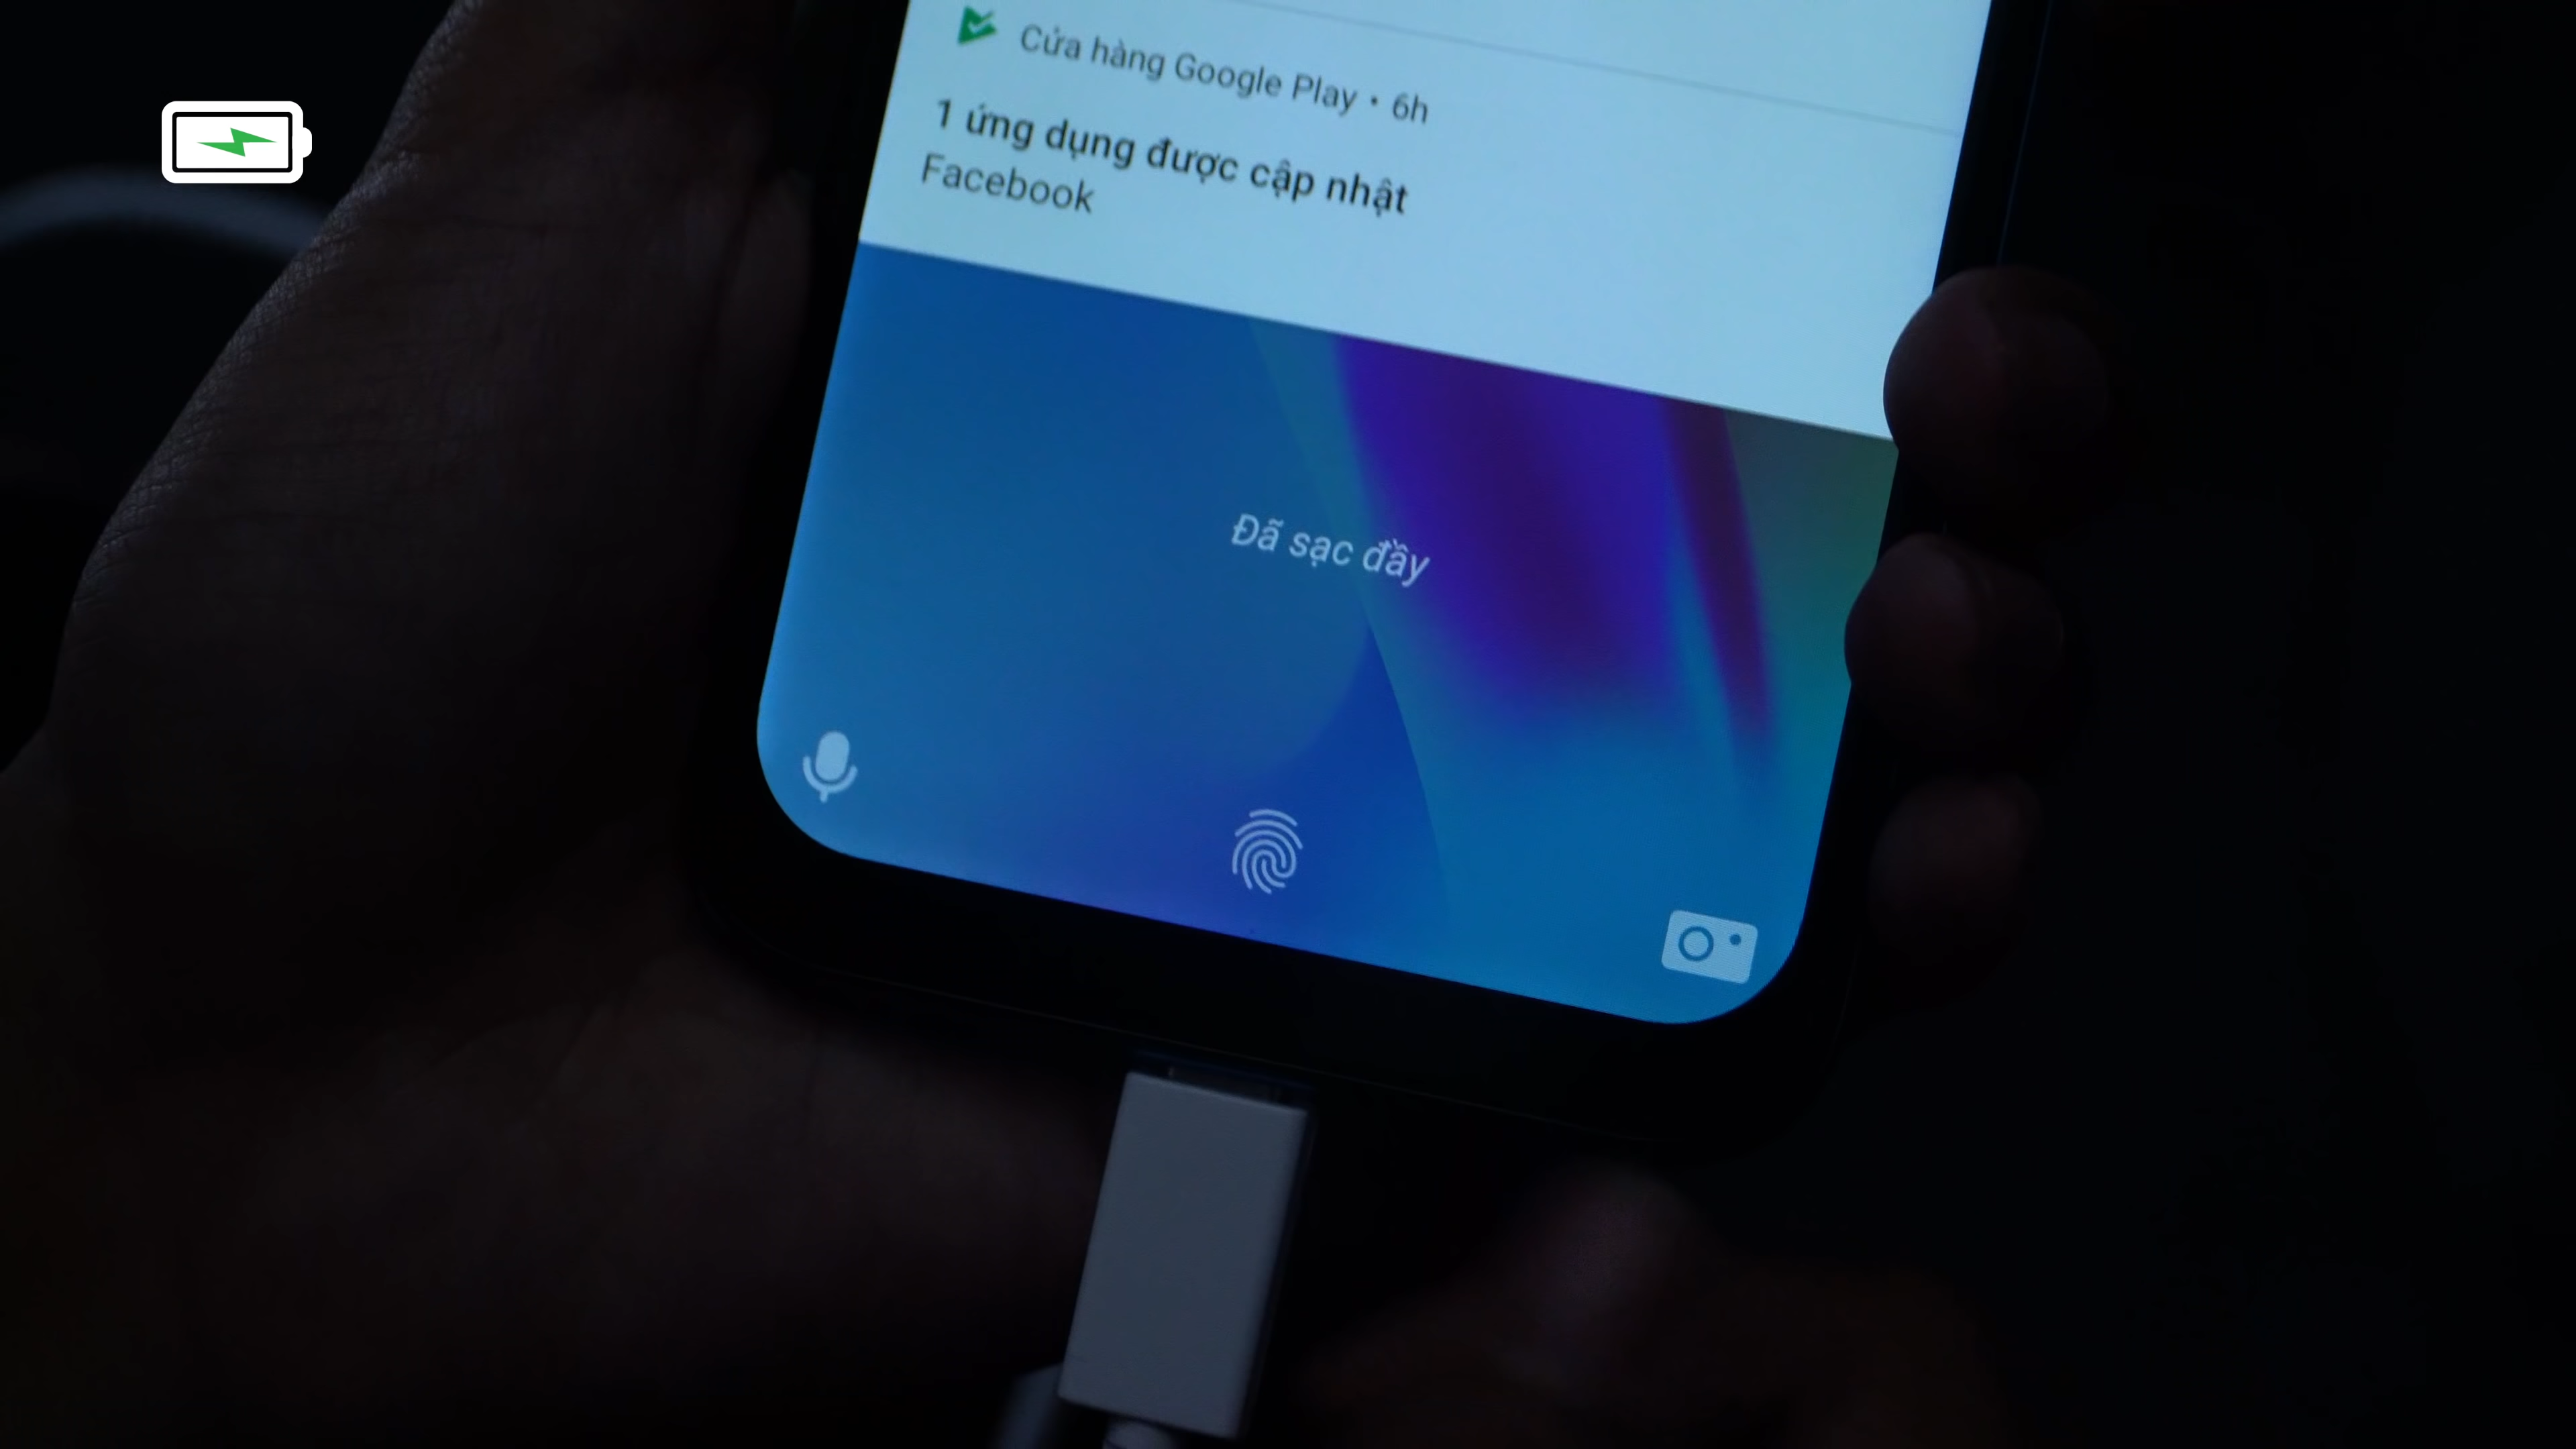 Cửa hàng Google Play • 6h
1 ứng dụng được cập nhật
Facebook
Đã sạc đầy